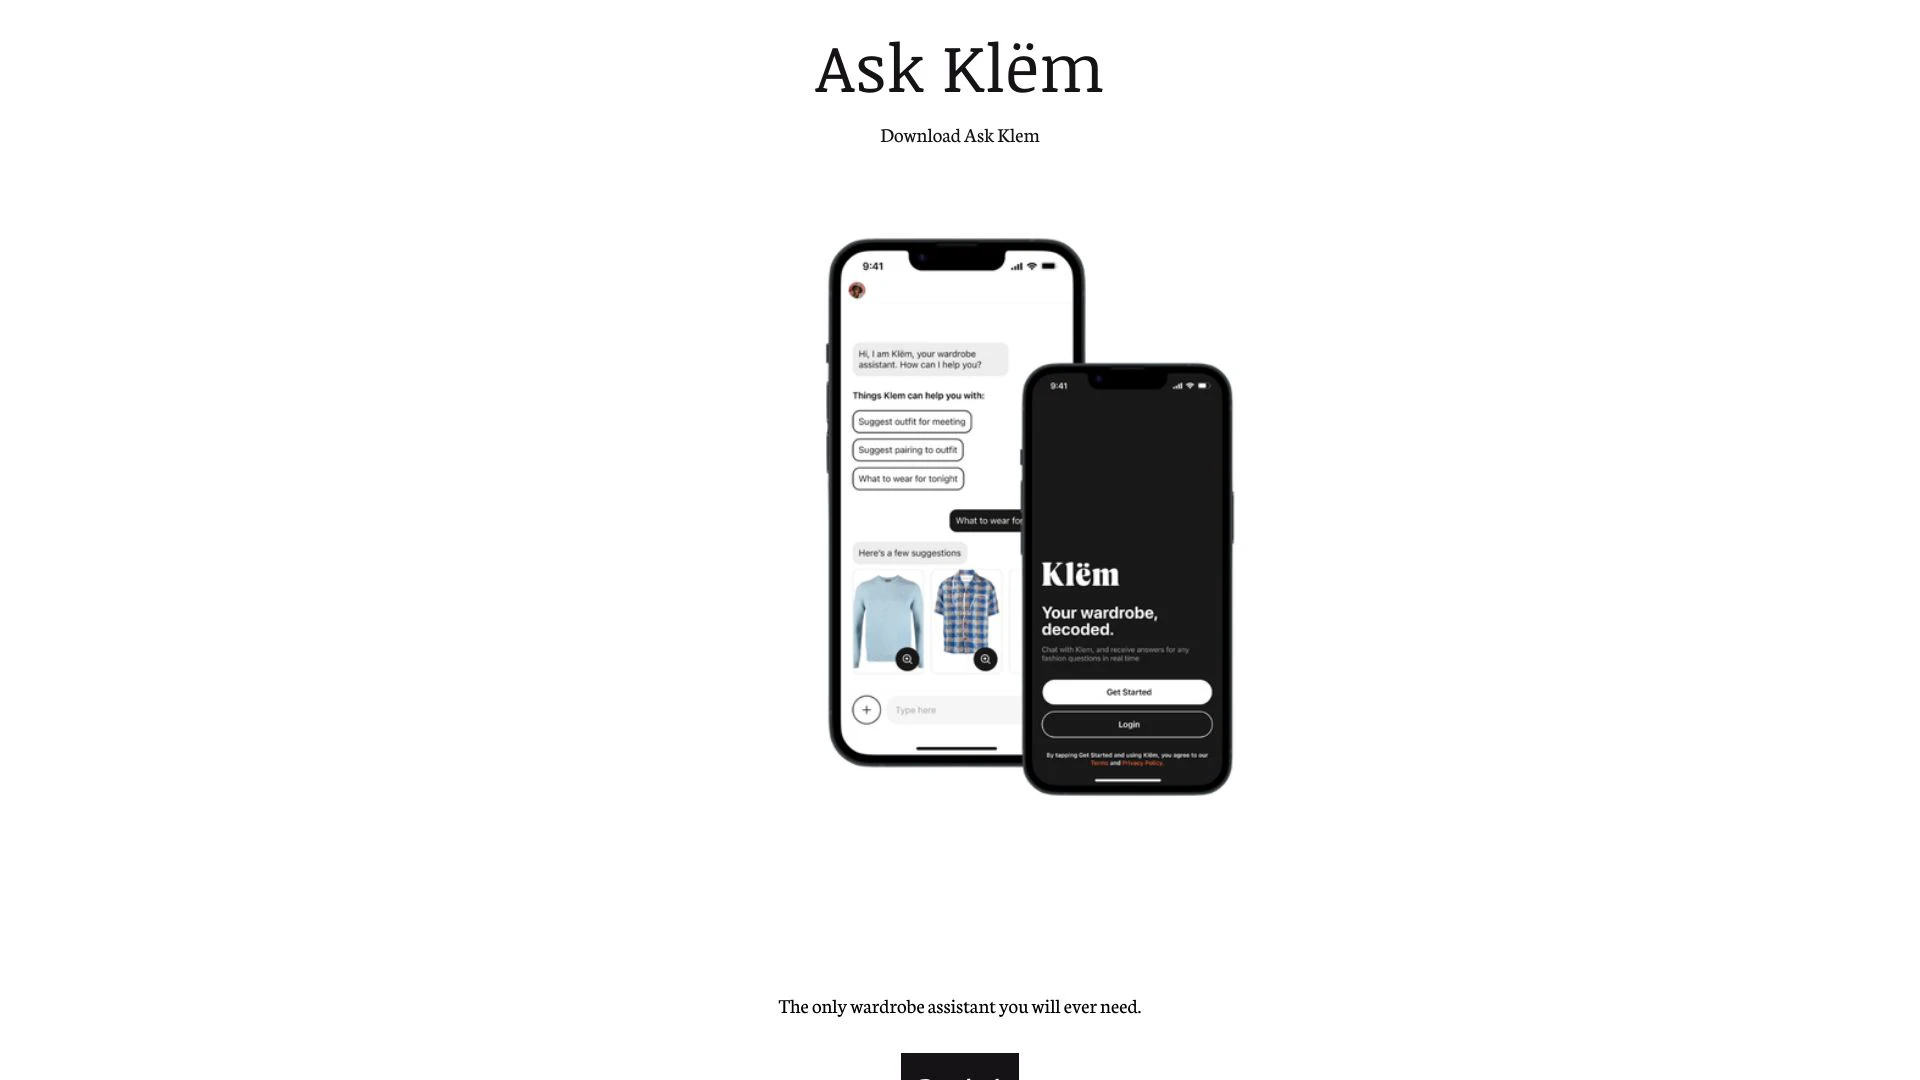 Ask Klëm
Download Ask Klem
9:41
Hi, I am Klëm, your wardrobe
assistant. How can I help you?
Things Klem can help you with:
Suggest outfit for meeting
Suggest pairing to outfit
What to wear for tonight
What to wear for
Here's a few suggestions
Type here
9:41
Klëm
Your wardrobe,
decoded.
Chat with Klem, and receive answers for any
fashion questions in real time
Get Started
Login
By tapping Get Started and using Klëm, you agree to our
Terms and Privacy Policy.
The only wardrobe assistant you will ever need.